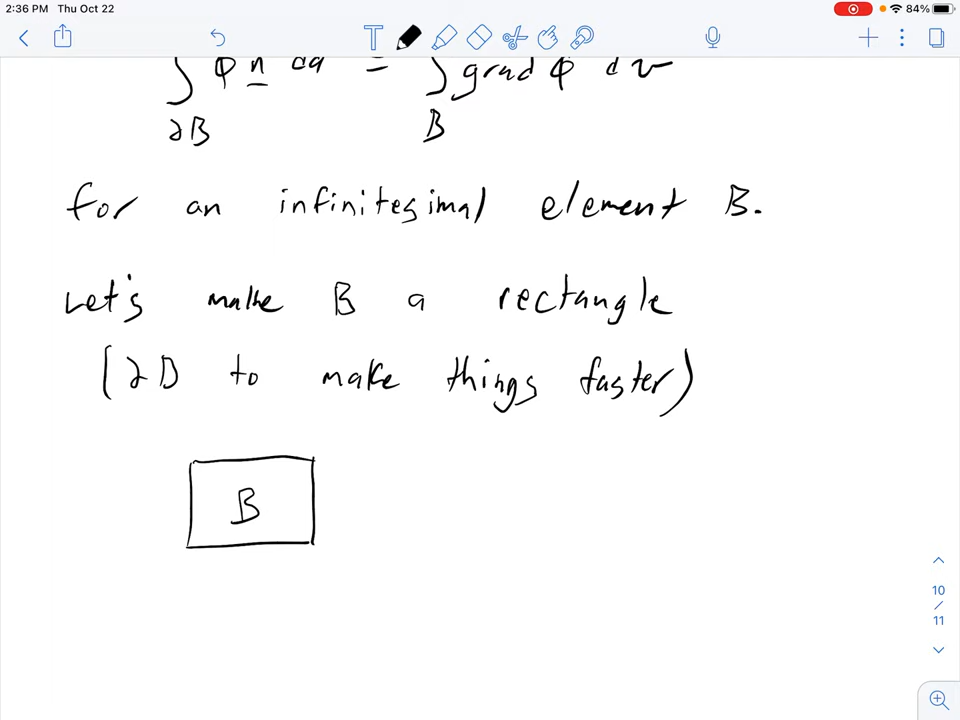 2:36 PM Thu Oct 22 84%
T
∫ φ n da = ∫ grad φ dv
∂B B
for an infinitesimal element B.
Let's make B a rectangle
(2D to make things faster)
B
10
/
11